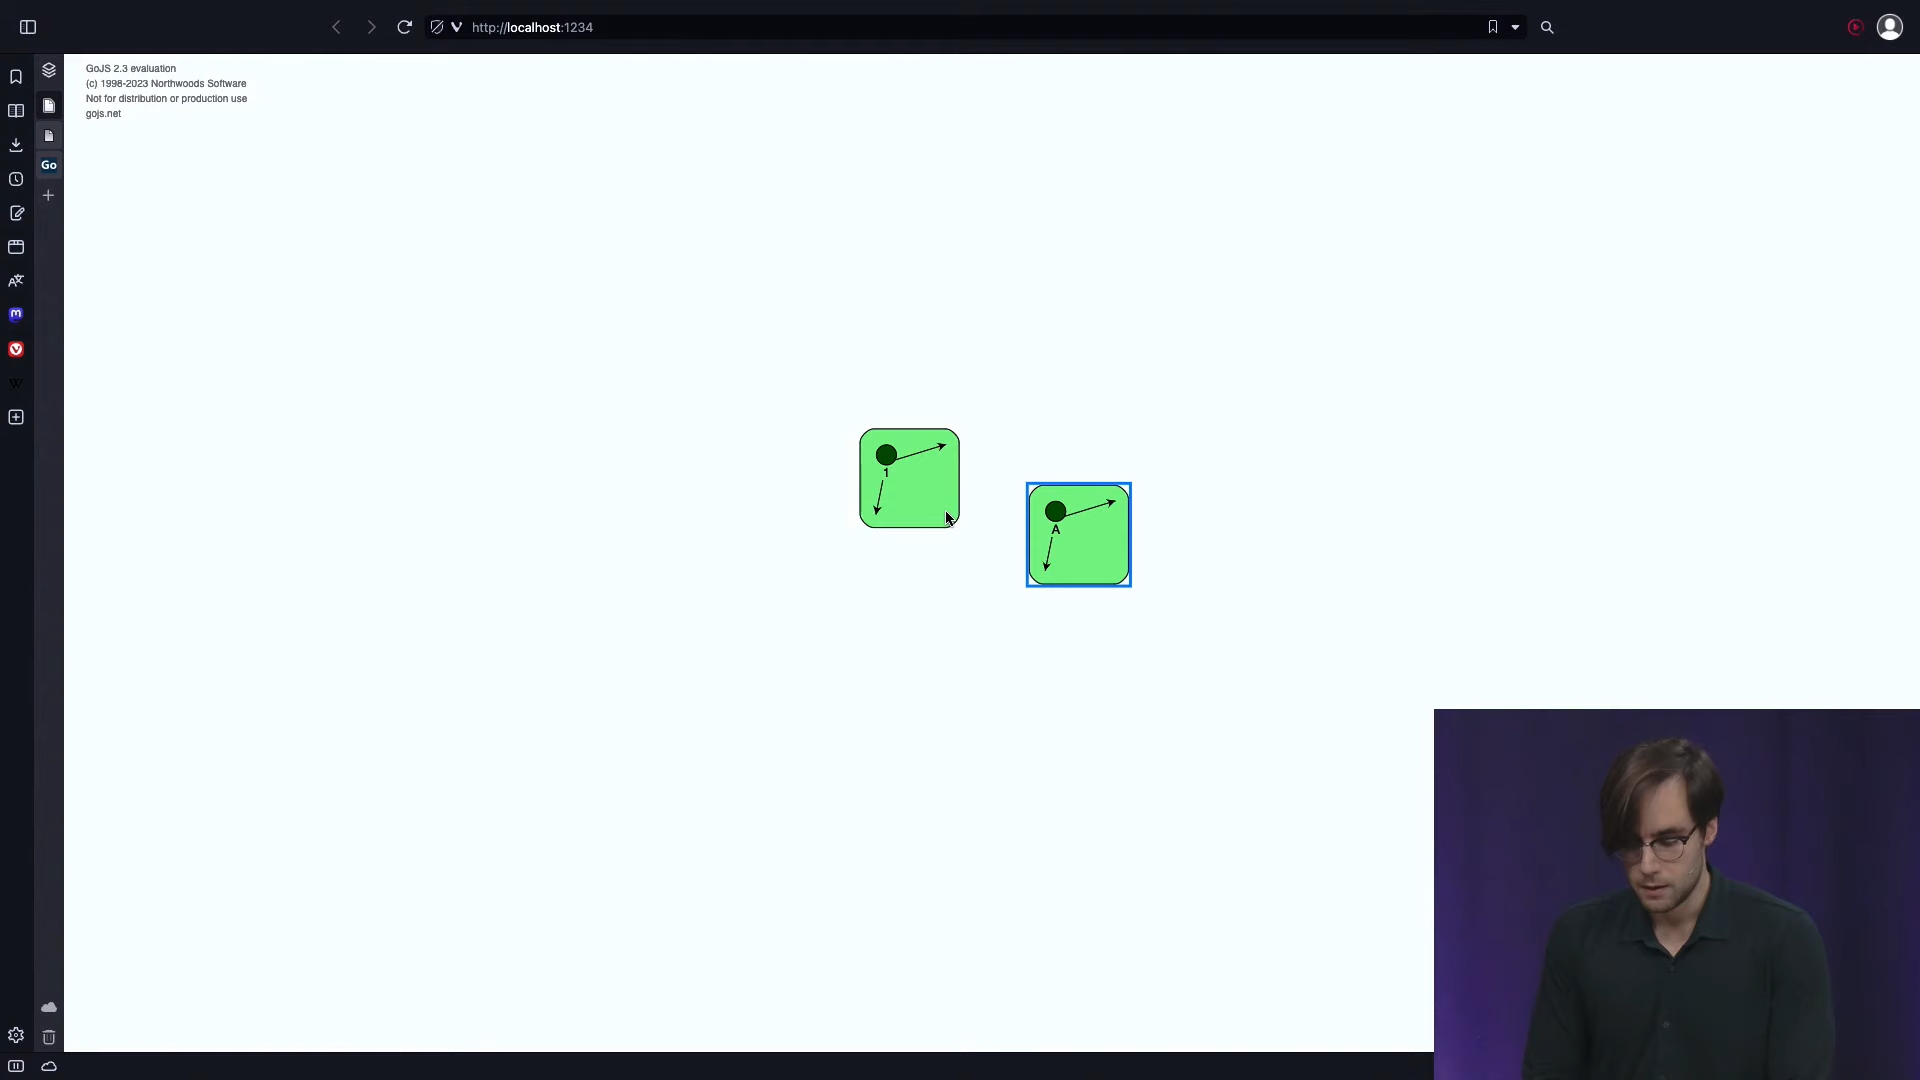 http://localhost:1234
GoJS 2.3 evaluation
(c) 1998-2023 Northwoods Software
Not for distribution or production use
gojs.net
Go
1
A